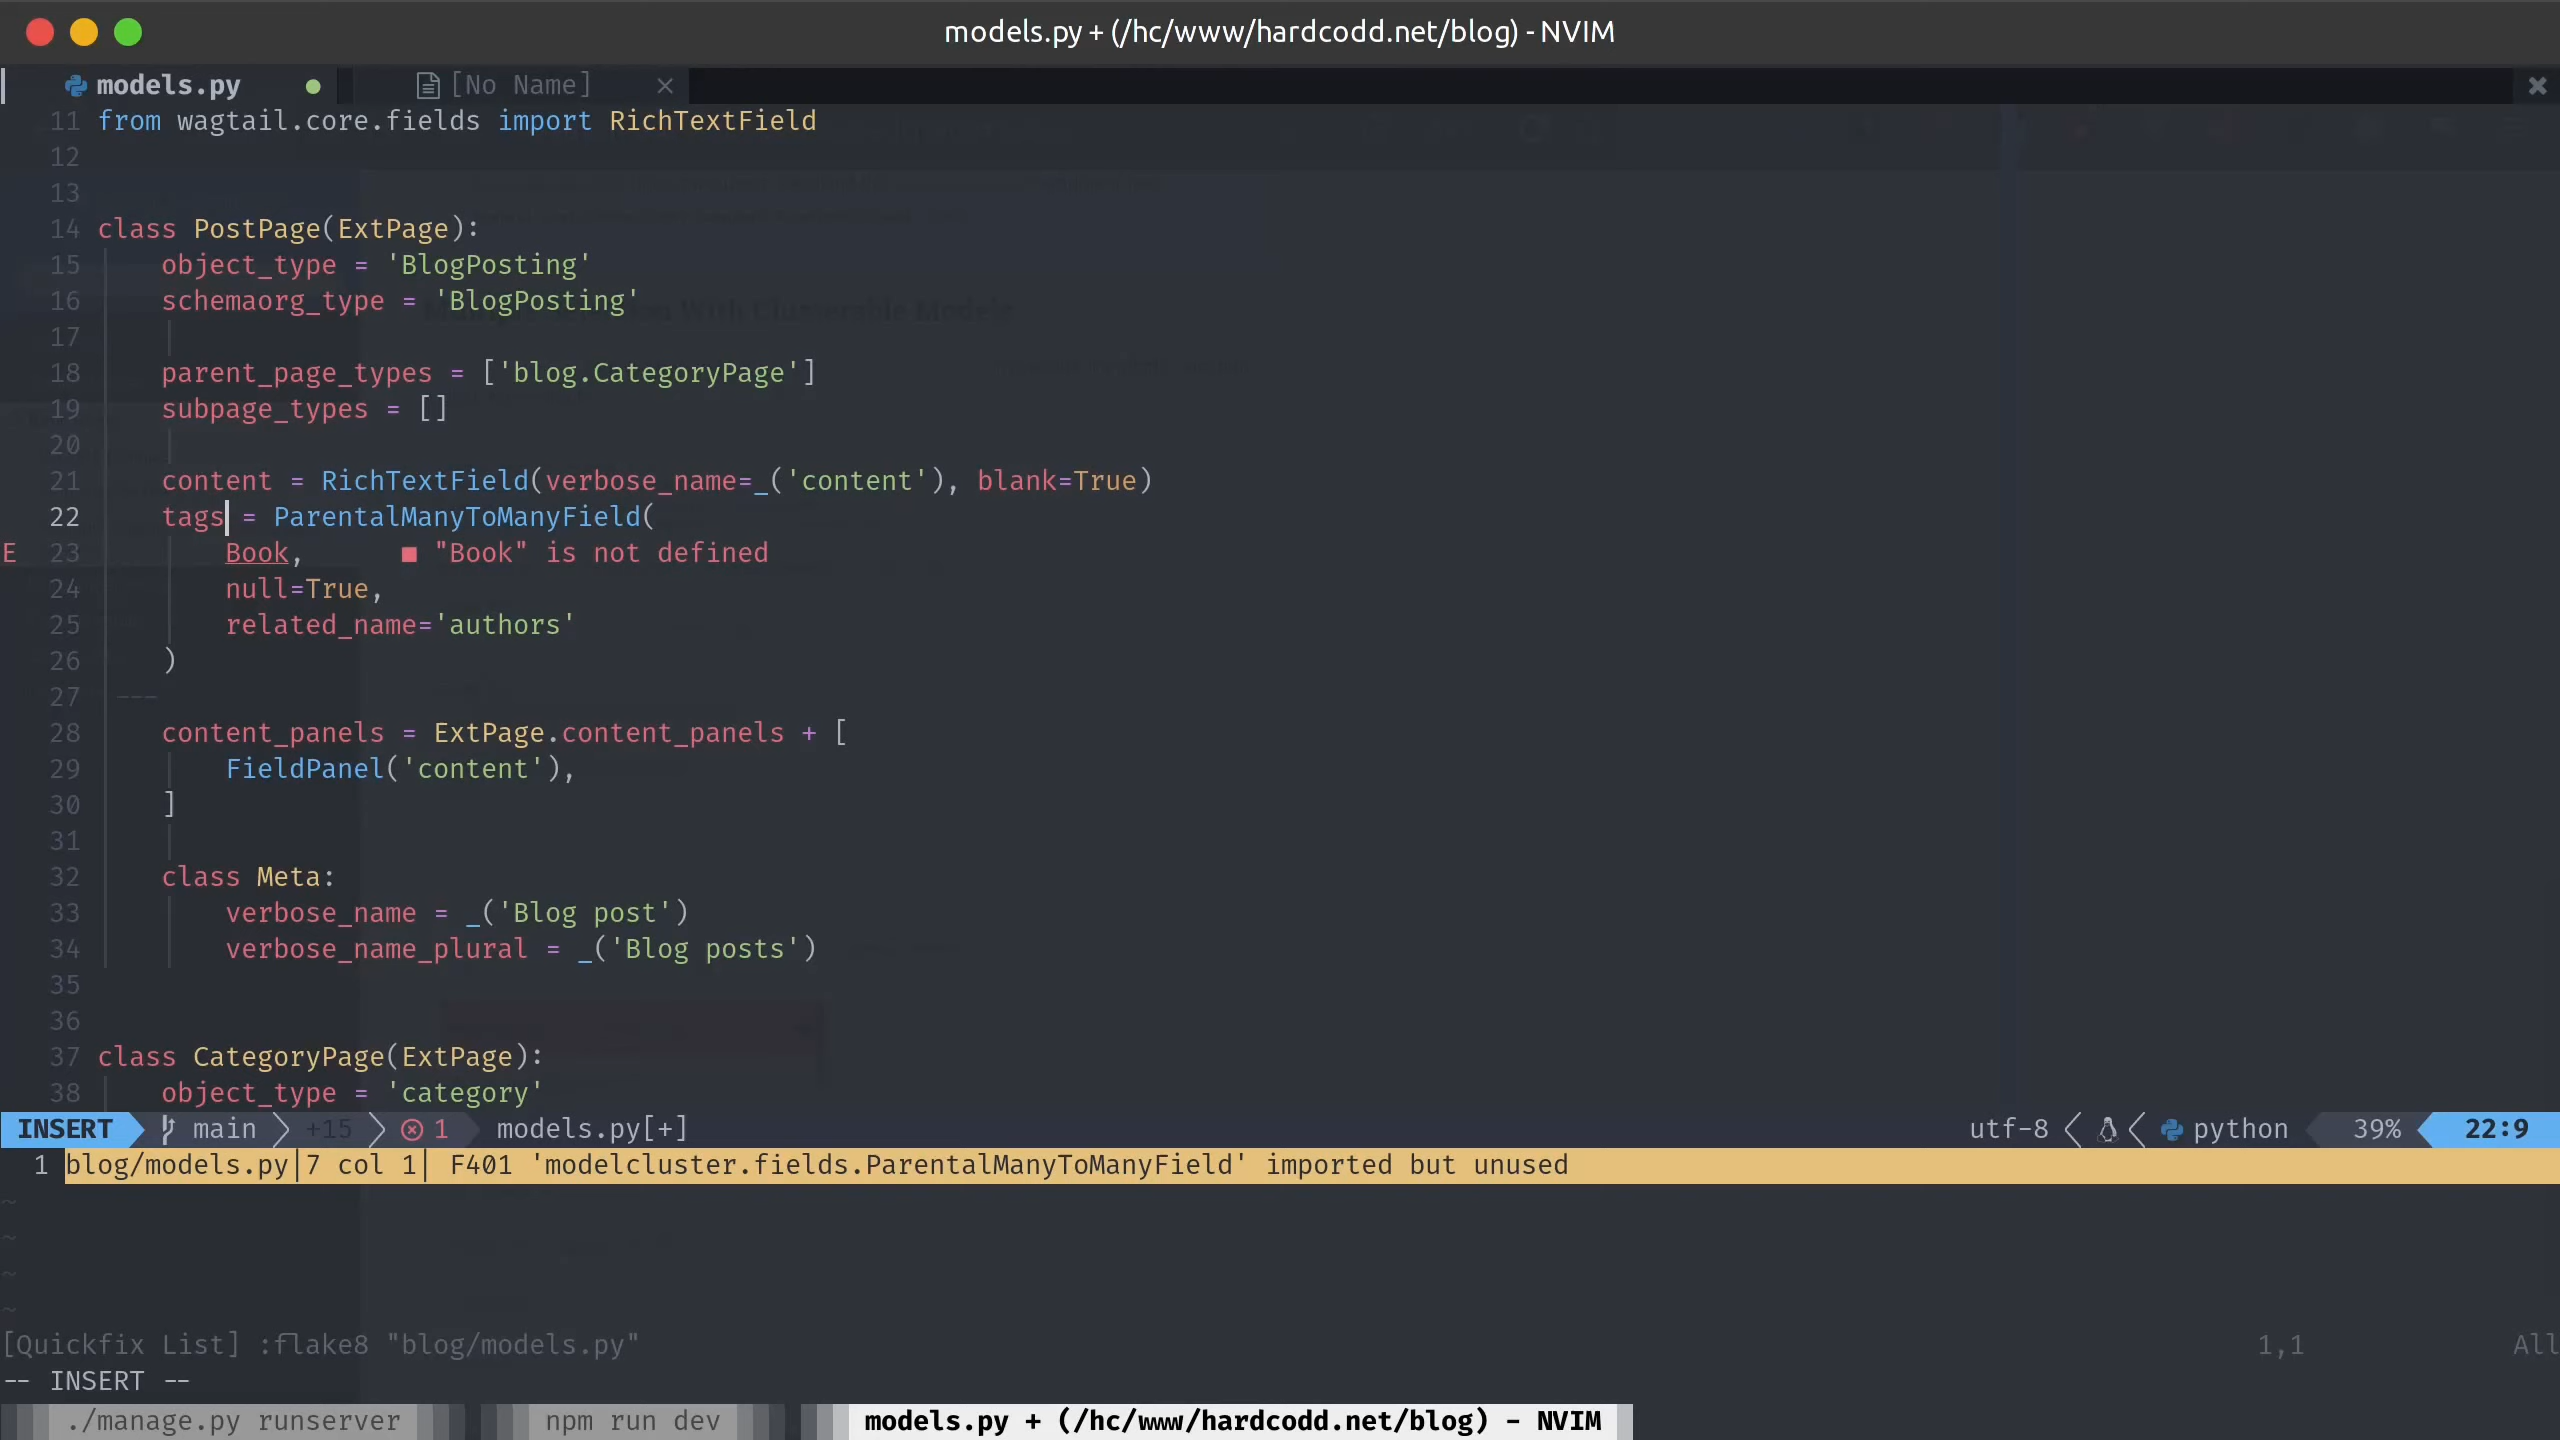 models.py + (/hc/www/hardcodd.net/blog) - NVIM
models.py ● [No Name] ×
11 from wagtail.core.fields import RichTextField
12
13
14 class PostPage(ExtPage):
15 object_type = 'BlogPosting'
16 schemaorg_type = 'BlogPosting'
17
18 parent_page_types = ['blog.CategoryPage']
19 subpage_types = []
20
21 content = RichTextField(verbose_name=_('content'), blank=True)
22 tags = ParentalManyToManyField(
E 23 Book, ■ "Book" is not defined
24 null=True,
25 related_name='authors'
26 )
27 ---
28 content_panels = ExtPage.content_panels + [
29 FieldPanel('content'),
30 ]
31
32 class Meta:
33 verbose_name = _('Blog post')
34 verbose_name_plural = _('Blog posts')
35
36
37 class CategoryPage(ExtPage):
38 object_type = 'category'
INSERT main +15 1 models.py[+] utf-8 python 39% 22:9
1 blog/models.py|7 col 1| F401 'modelcluster.fields.ParentalManyToManyField' imported but unused
~
~
~
~
[Quickfix List] :flake8 "blog/models.py" 1,1 All
-- INSERT --
./manage.py runserver npm run dev models.py + (/hc/www/hardcodd.net/blog) - NVIM